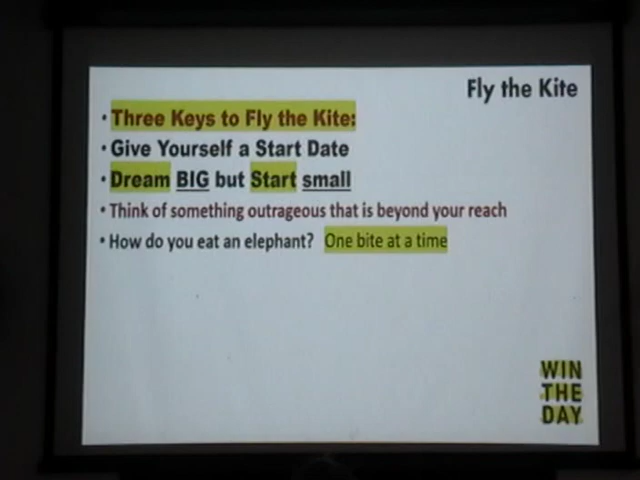 Fly the Kite
• Three Keys to Fly the Kite:
• Give Yourself a Start Date
• Dream BIG but Start small
• Think of something outrageous that is beyond your reach
• How do you eat an elephant? One bite at a time
WIN
THE
DAY